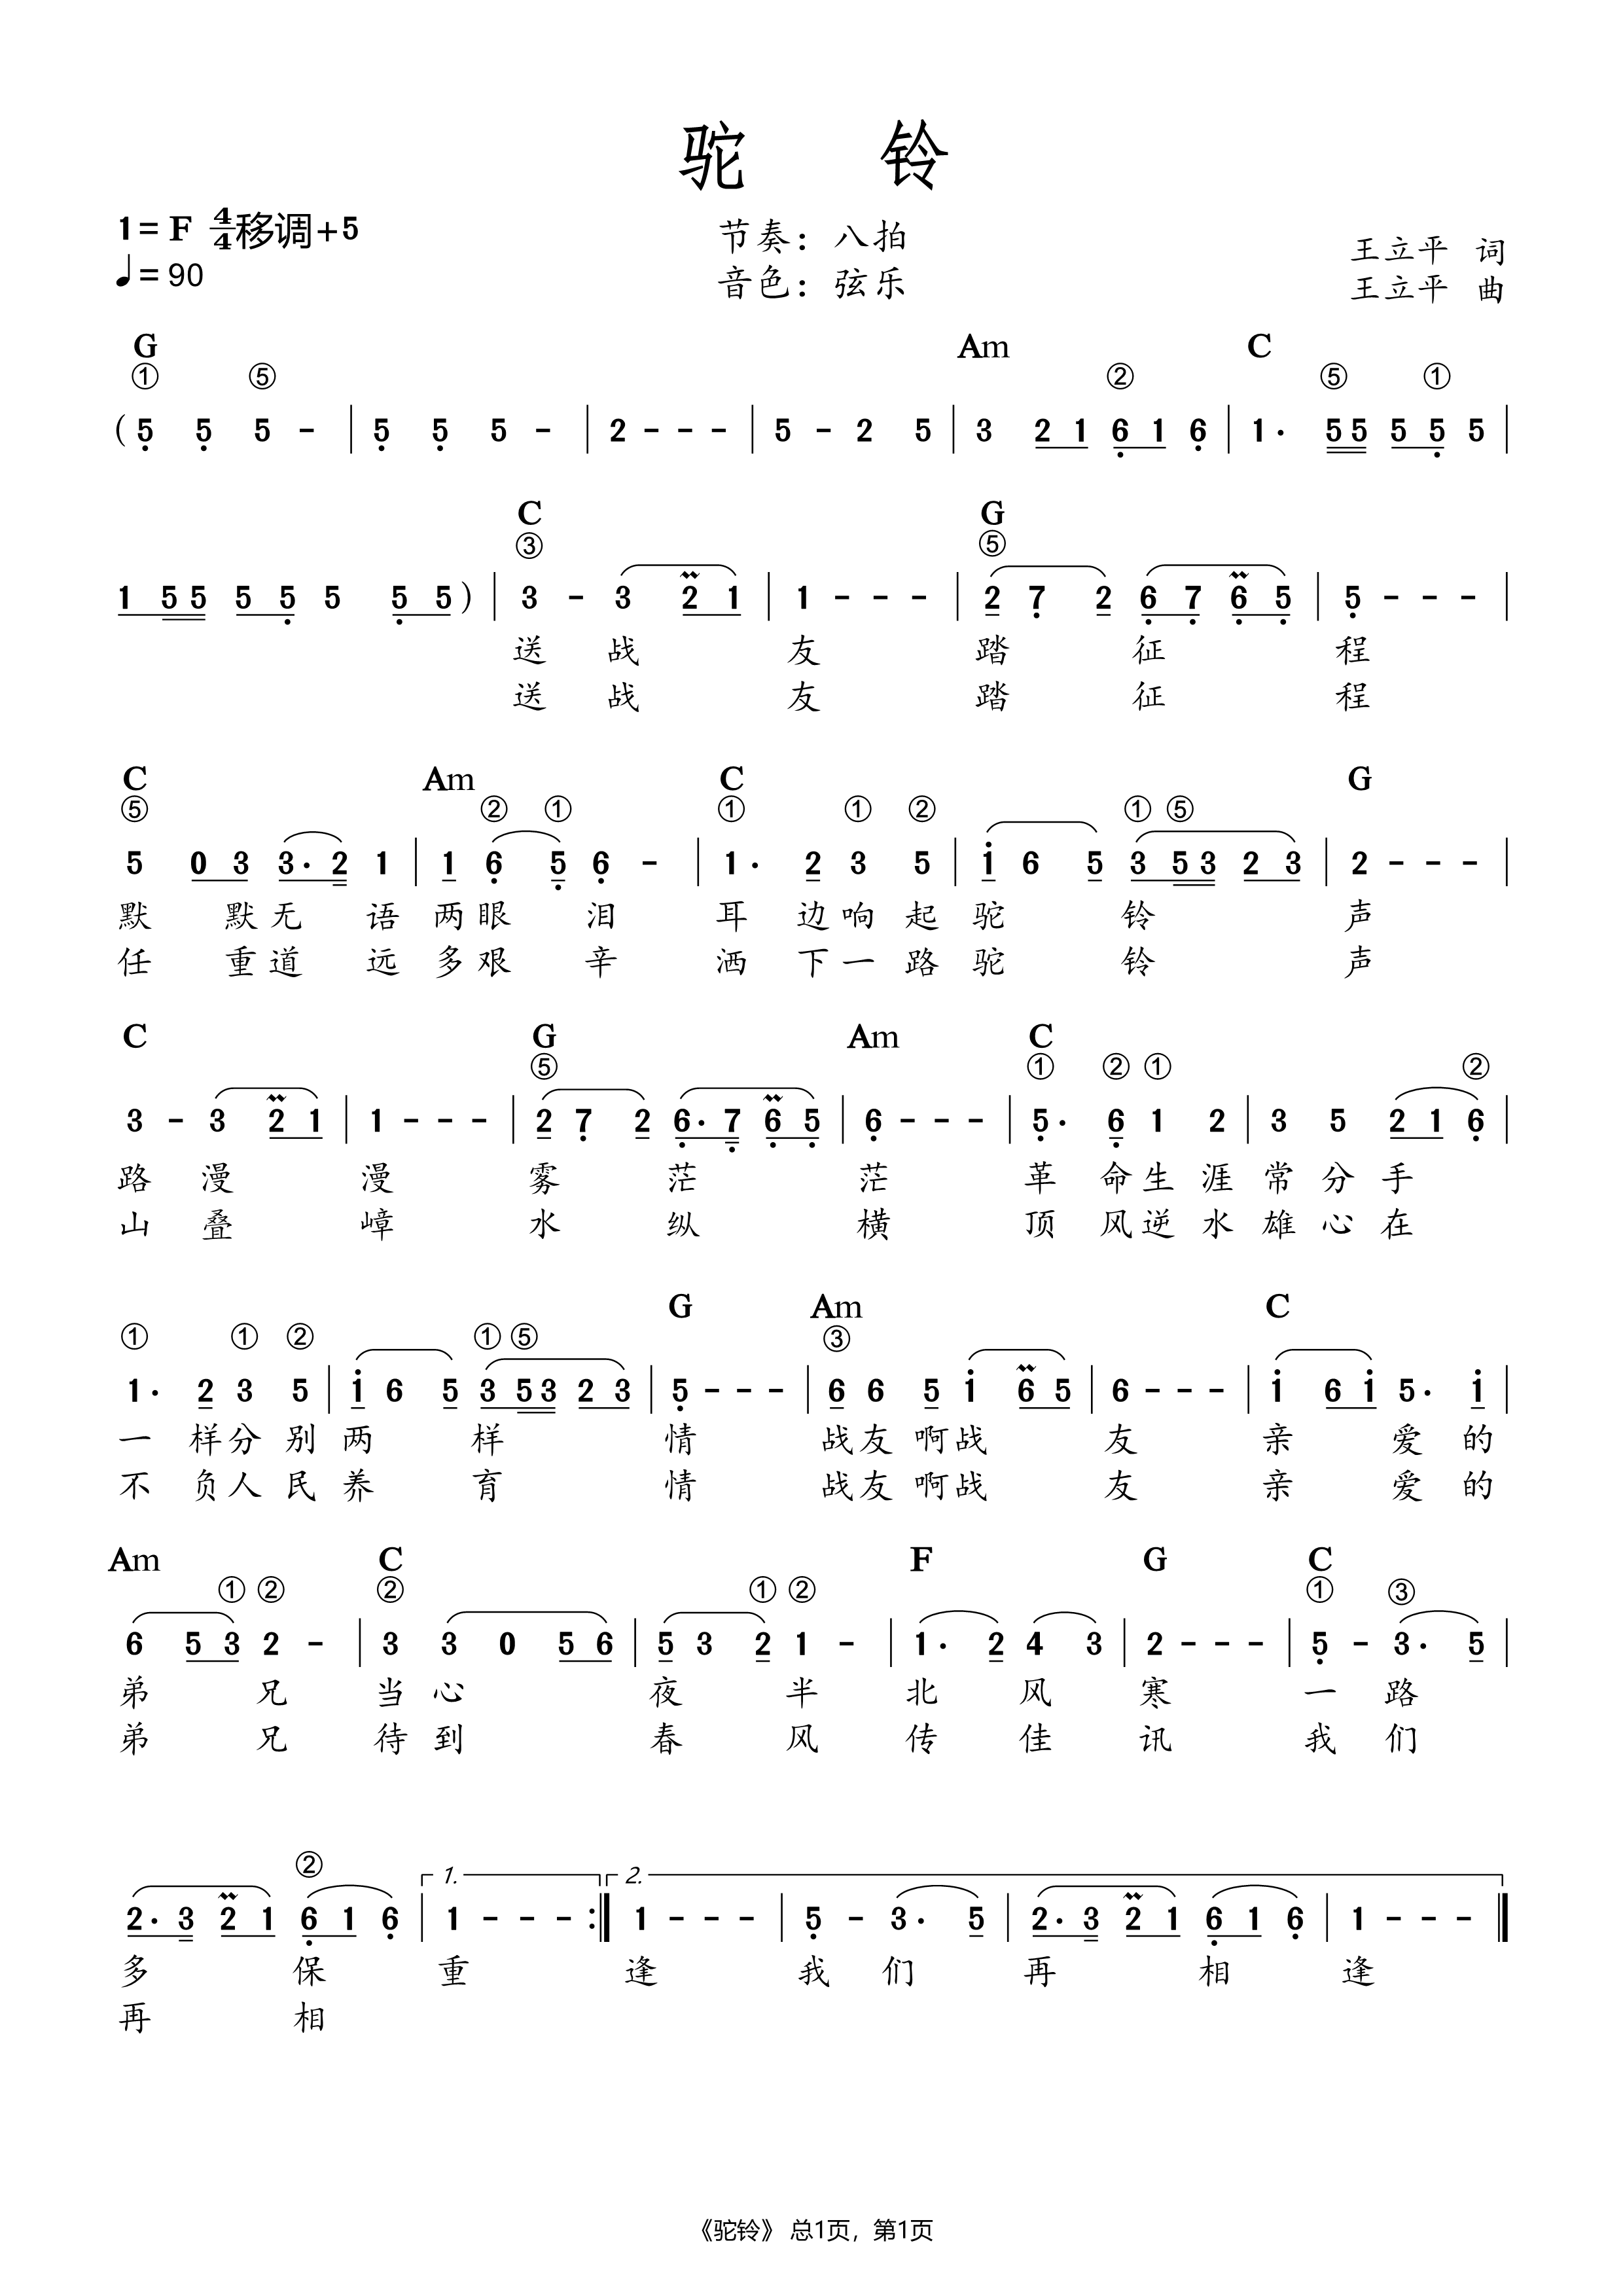 驼 铃
1=F 4/4移调+5
♩=90
节奏：八拍
音色：弦乐
王立平 词
王立平 曲
G Am C
① ⑤ ② ⑤ ①
( 5̣ 5̣ 5 - | 5̣ 5̣ 5 - | 2 - - - | 5 - 2 5 | 3 2 1 6̣ 1 6̣ | 1 · 5 5 5 5̣ 5 |
C G
③ ⑤
1 5 5 5 5̣ 5 5̣ 5 ) | 3 - 3 2 1 | 1 - - - | 2 7̣ 2 6̣ 7̣ 6̣ 5̣ | 5̣ - - - |
送 战 友 踏 征 程
送 战 友 踏 征 程
C Am C G
⑤ ② ① ① ① ② ① ⑤
5 0 3 3 · 2 1 | 1 6̣ 5̣ 6̣ - | 1 · 2 3 5 | 1̇ 6 5 3 5 3 2 3 | 2 - - - |
默 默 无 语 两 眼 泪 耳 边 响 起 驼 铃 声
任 重 道 远 多 艰 辛 洒 下 一 路 驼 铃 声
C G Am C
⑤ ① ② ① ②
3 - 3 2 1 | 1 - - - | 2 7̣ 2 6̣ · 7̣ 6̣ 5̣ | 6̣ - - - | 5̣ · 6̣ 1 2 | 3 5 2 1 6̣ |
路 漫 漫 雾 茫 茫 革 命 生 涯 常 分 手
山 叠 嶂 水 纵 横 顶 风 逆 水 雄 心 在
G Am C
① ① ② ① ⑤ ③
1 · 2 3 5 | 1̇ 6 5 3 5 3 2 3 | 5̣ - - - | 6 6 5 1̇ 6 5 | 6 - - - | 1̇ 6 1̇ 5 · 1̇ |
一 样 分 别 两 样 情 战 友 啊 战 友 亲 爱 的
不 负 人 民 养 育 情 战 友 啊 战 友 亲 爱 的
Am C F G C
① ② ② ① ② ① ③
6 5 3 2 - | 3 3 0 5 6 | 5 3 2 1 - | 1 · 2 4 3 | 2 - - - | 5̣ - 3 · 5 |
弟 兄 当 心 夜 半 北 风 寒 一 路
弟 兄 待 到 春 风 传 佳 讯 我 们
② 1. 2.
2 · 3 2 1 6̣ 1 6̣ | 1 - - - :| 1 - - - | 5̣ - 3 · 5 | 2 · 3 2 1 6̣ 1 6̣ | 1 - - - |
多 保 重 逢 我 们 再 相 逢
再 相
《驼铃》 总1页，第1页